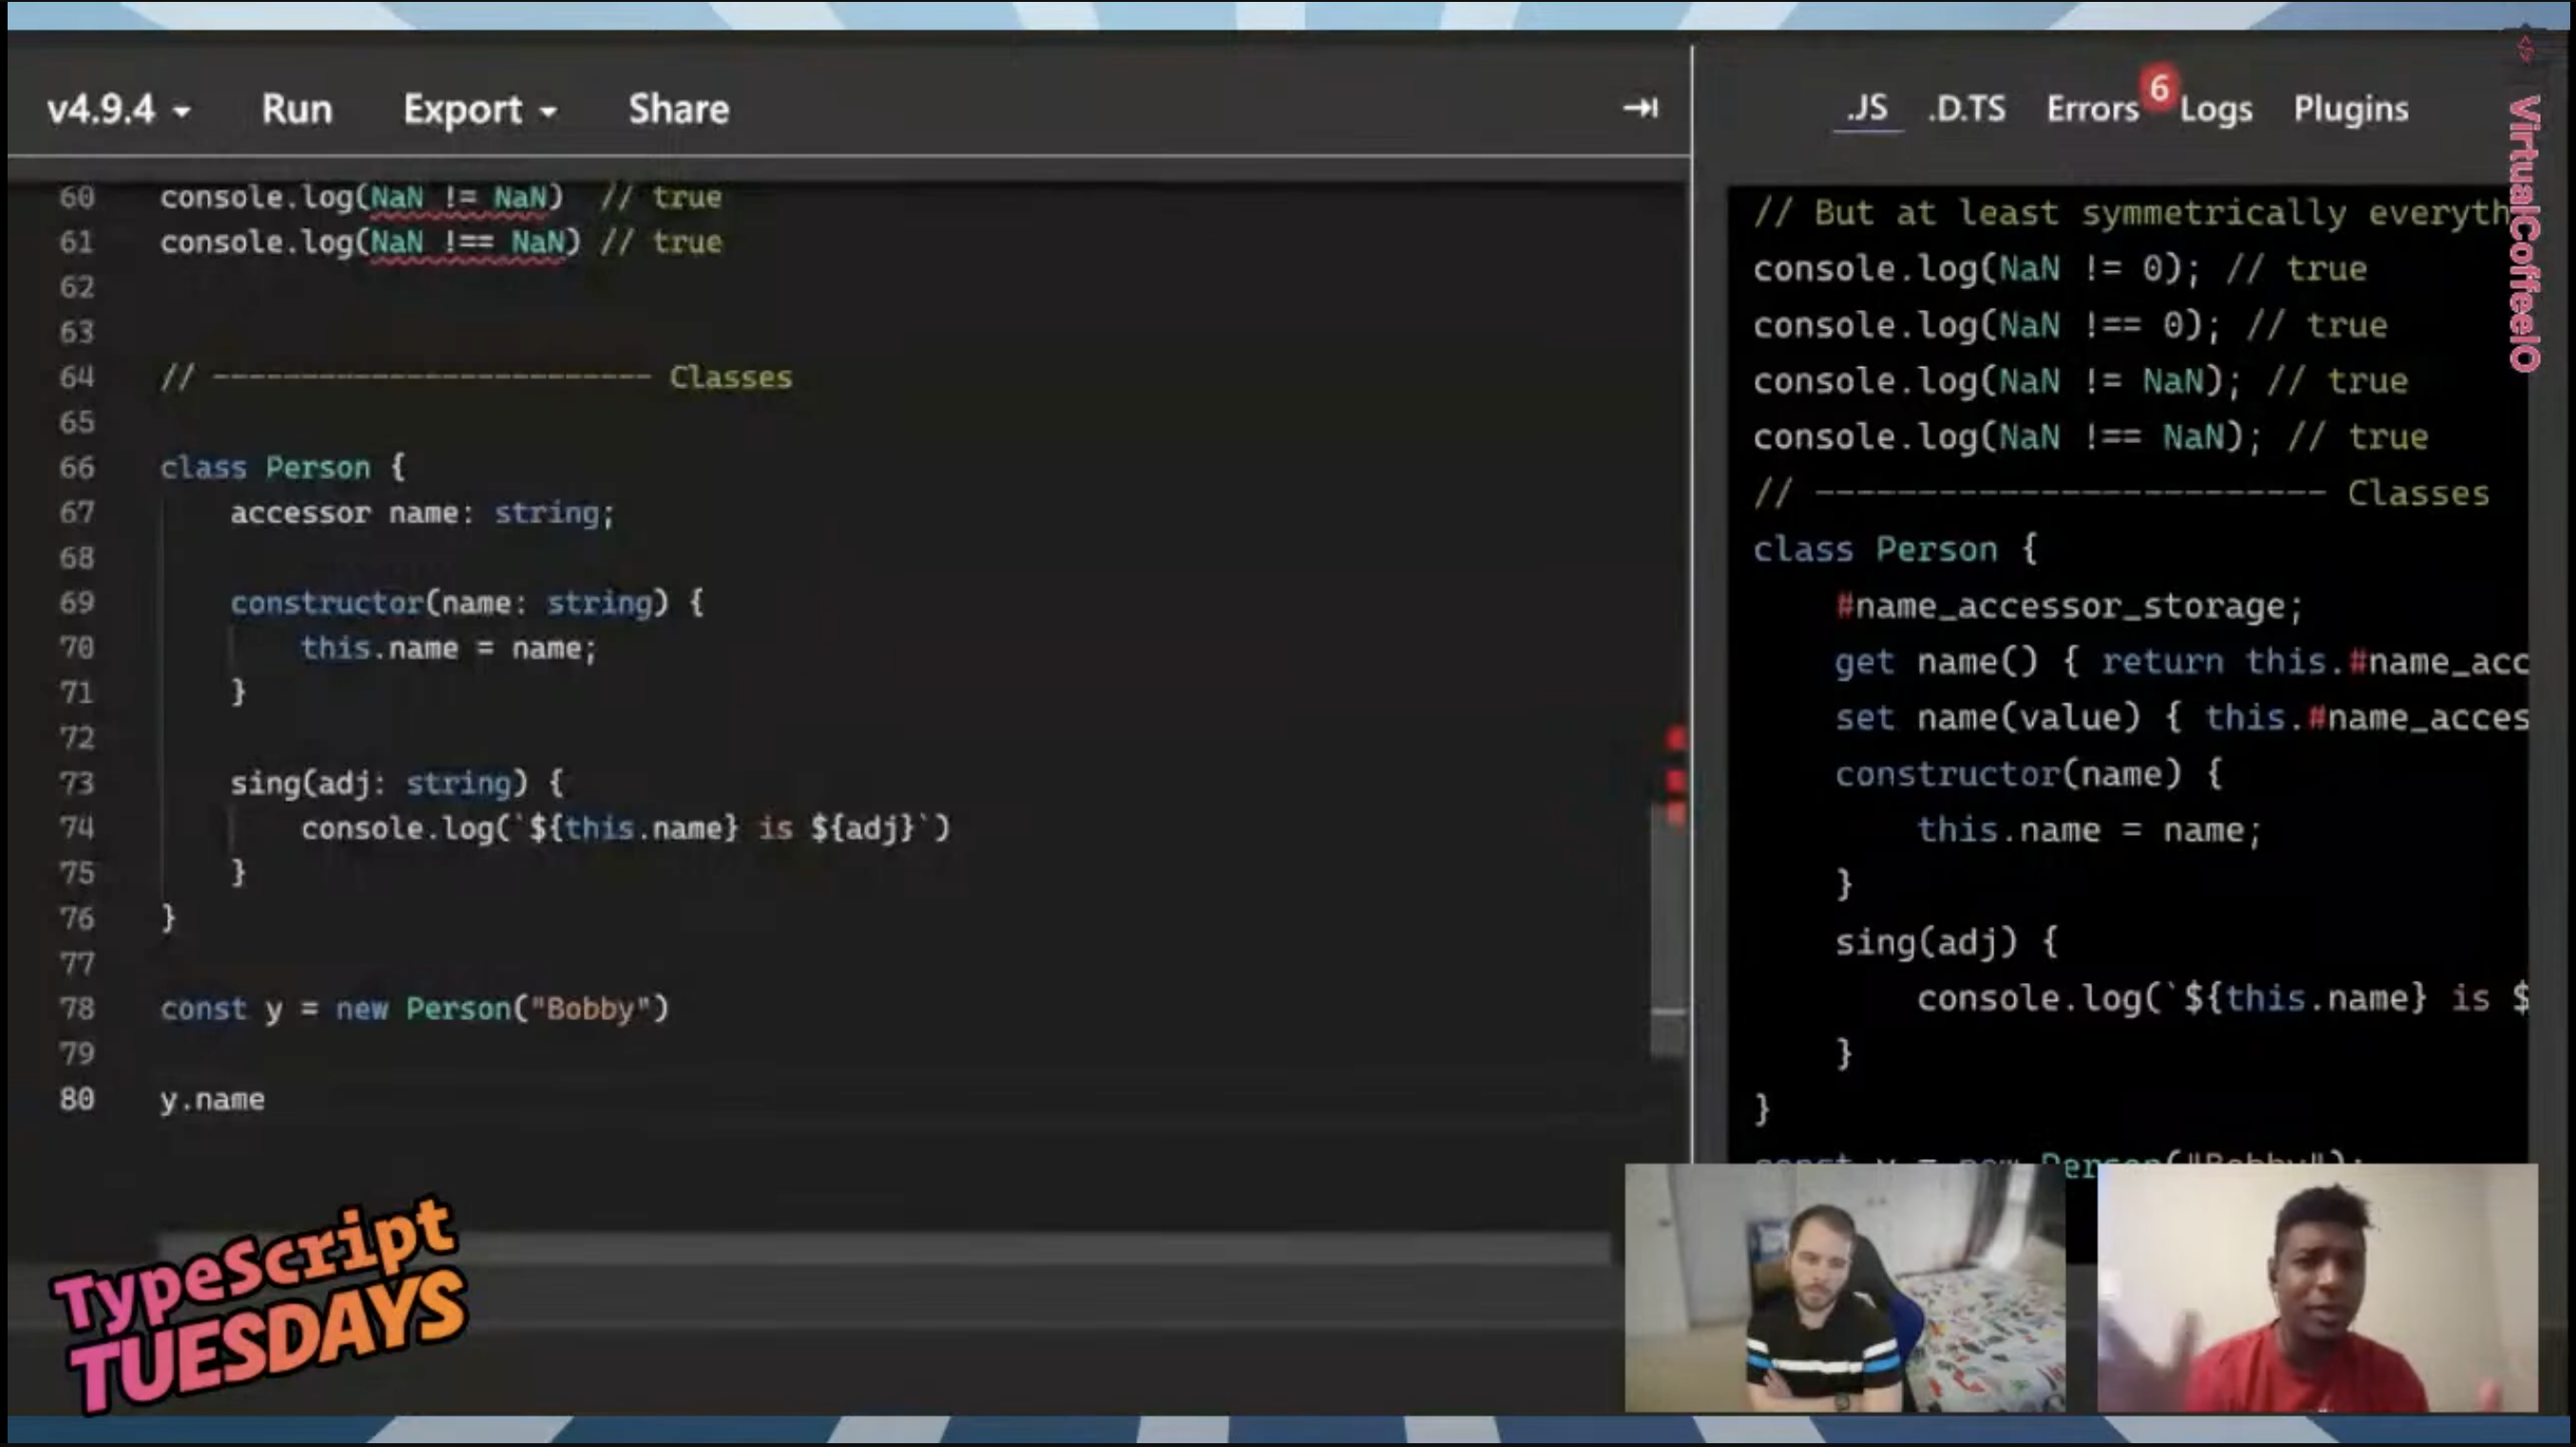 v4.9.4 Run Export Share
60 console.log(NaN != NaN) // true
61 console.log(NaN !== NaN) // true
62
63
64 // ------------------------- Classes
65
66 class Person {
67 accessor name: string;
68
69 constructor(name: string) {
70 this.name = name;
71 }
72
73 sing(adj: string) {
74 console.log(`${this.name} is ${adj}`)
75 }
76 }
77
78 const y = new Person("Bobby")
79
80 y.name
.JS .D.TS Errors 6 Logs Plugins
// But at least symmetrically everyth
console.log(NaN != 0); // true
console.log(NaN !== 0); // true
console.log(NaN != NaN); // true
console.log(NaN !== NaN); // true
// ------------------------- Classes
class Person {
#name_accessor_storage;
get name() { return this.#name_acc
set name(value) { this.#name_acces
constructor(name) {
this.name = name;
}
sing(adj) {
console.log(`${this.name} is $
}
}
const y = new Person("Bobby");
VirtualCoffeeIO
TypeScript
TUESDAYS